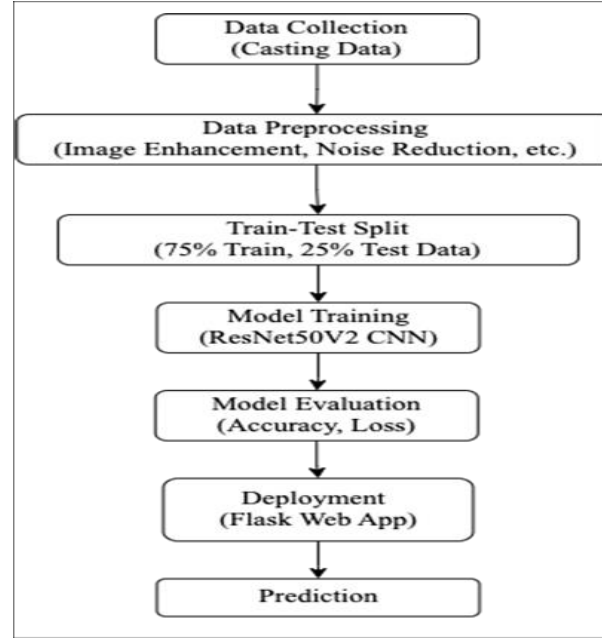 Data Collection
(Casting Data)
Data Preprocessing
(Image Enhancement, Noise Reduction, etc.)
Train-Test Split
(75% Train, 25% Test Data)
Model Training
(ResNet50V2 CNN)
Model Evaluation
(Accuracy, Loss)
Deployment
(Flask Web App)
Prediction